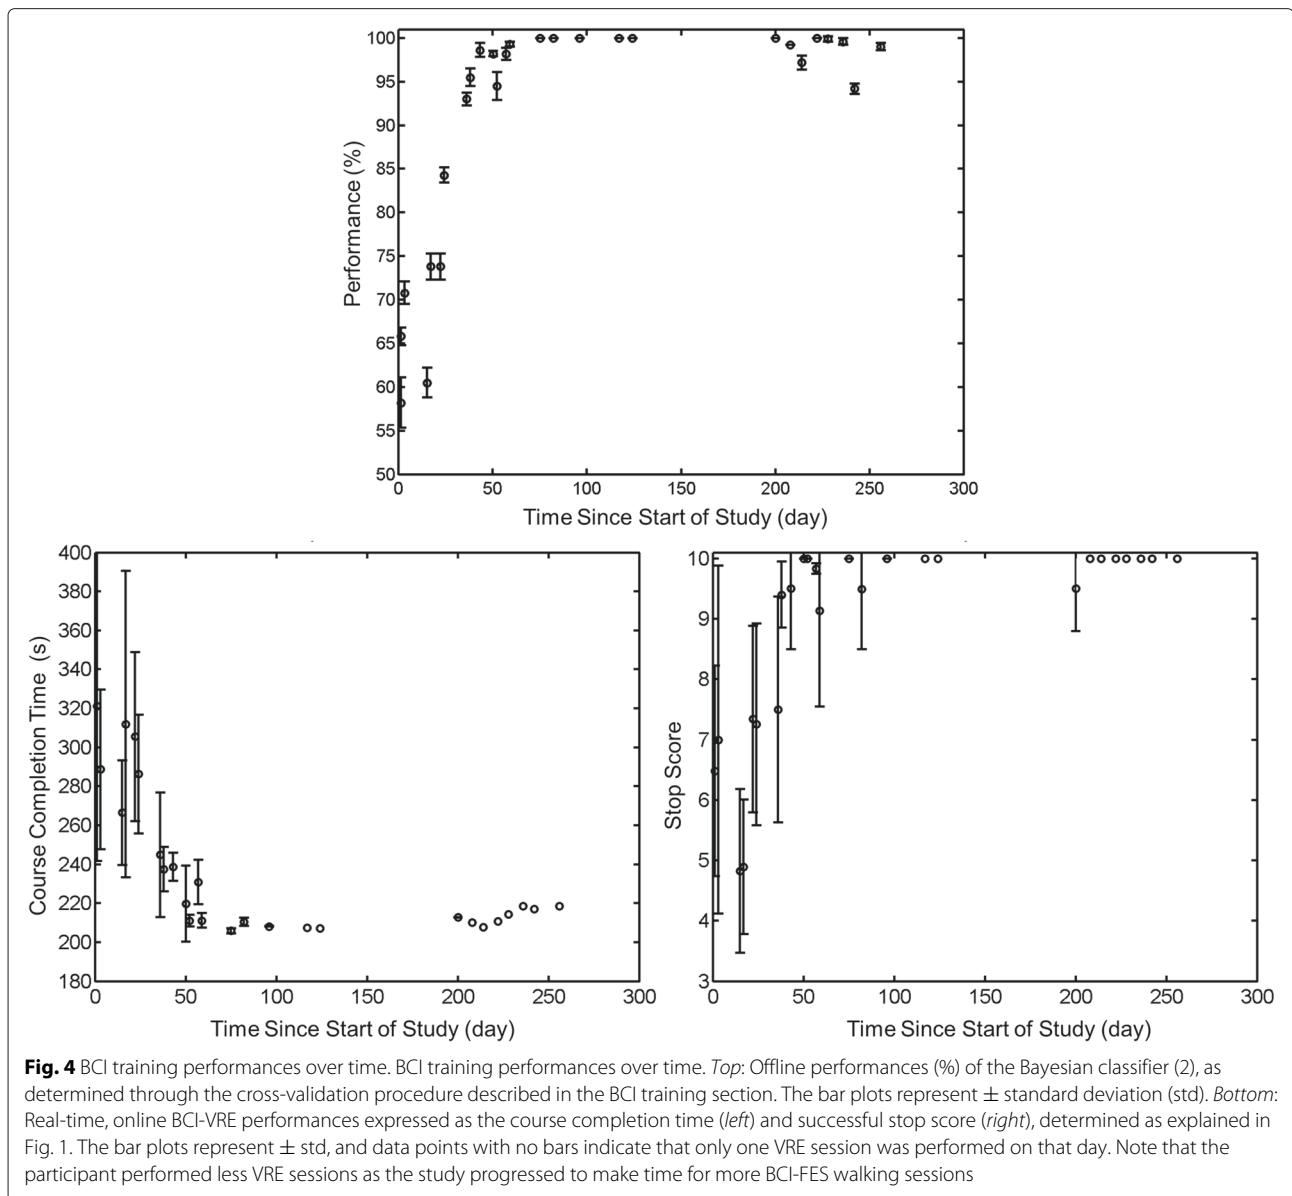 100
95
90
85
80
75
70
65
60
55
50
Performance (%)
0 50 100 150 200 250 300
Time Since Start of Study (day)
400
380
360
340
320
300
280
260
240
220
200
180
Course Completion Time (s)
0 50 100 150 200 250 300
Time Since Start of Study (day)
10
9
8
7
6
5
4
3
Stop Score
0 50 100 150 200 250 300
Time Since Start of Study (day)
Fig. 4 BCI training performances over time. BCI training performances over time. Top: Offline performances (%) of the Bayesian classifier (2), as
determined through the cross-validation procedure described in the BCI training section. The bar plots represent ± standard deviation (std). Bottom:
Real-time, online BCI-VRE performances expressed as the course completion time (left) and successful stop score (right), determined as explained in
Fig. 1. The bar plots represent ± std, and data points with no bars indicate that only one VRE session was performed on that day. Note that the
participant performed less VRE sessions as the study progressed to make time for more BCI-FES walking sessions